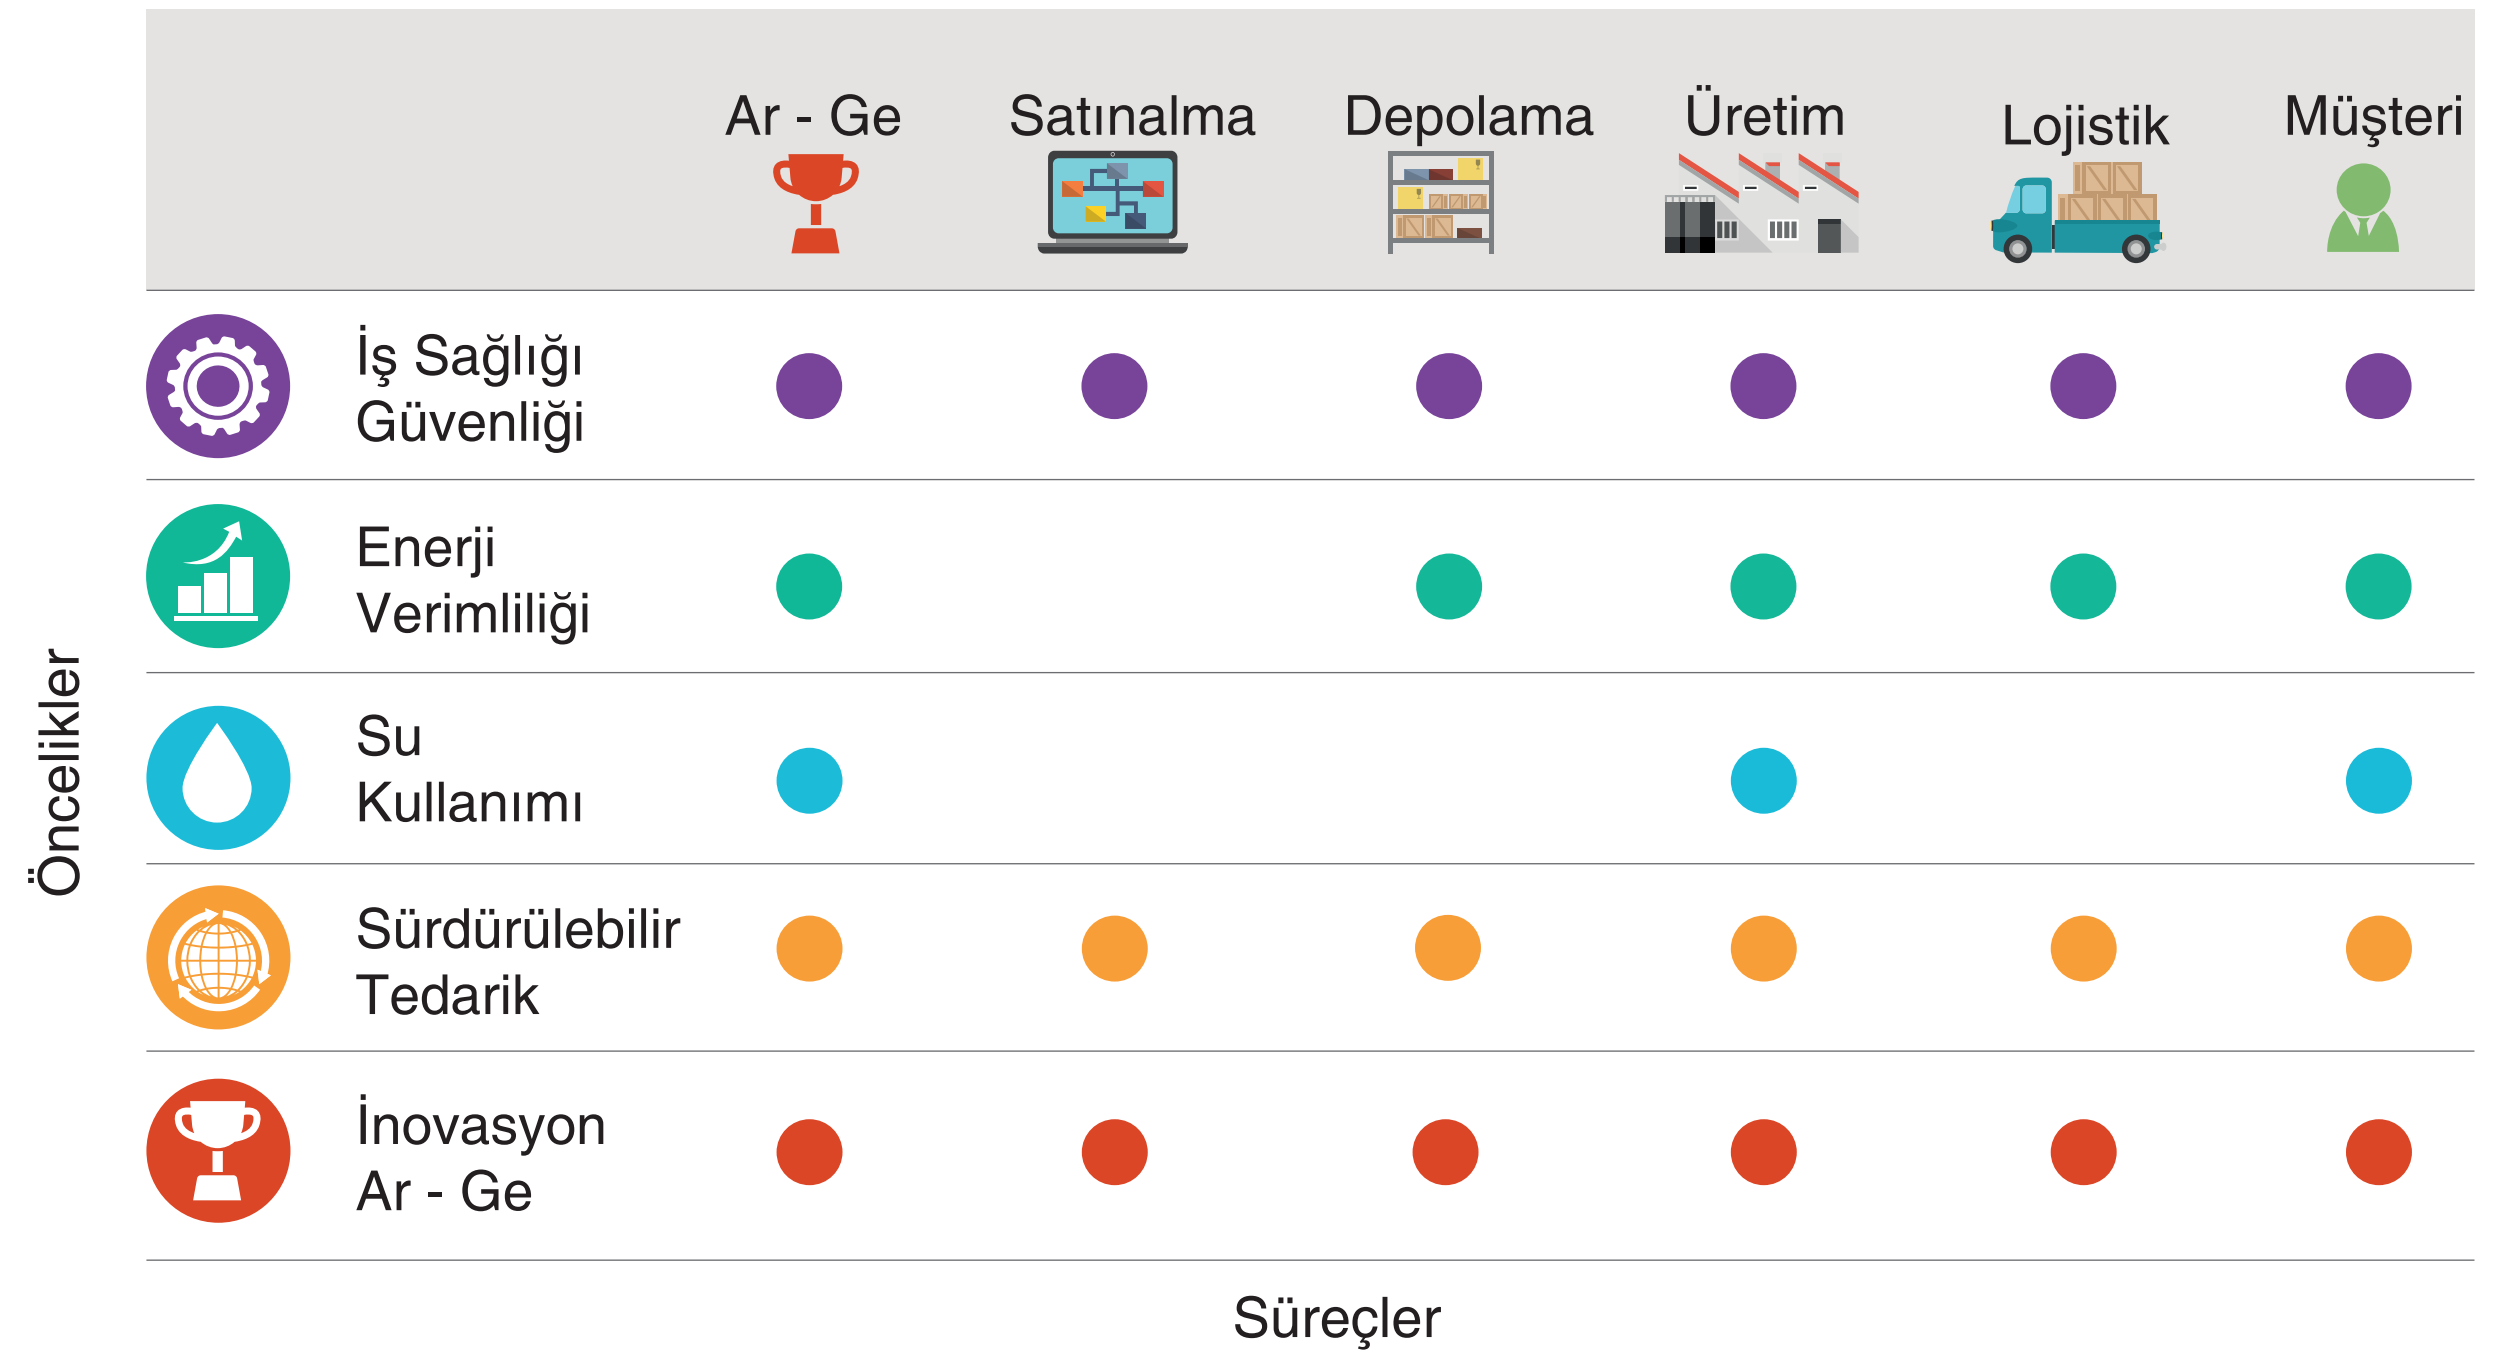 Ar - Ge Satınalma Depolama Üretim Lojistik Müşteri
İş Sağlığı
Güvenliği
Enerji
Verimliliği
Su
Kullanımı
Sürdürülebilir
Tedarik
İnovasyon
Ar - Ge
Öncelikler
Süreçler